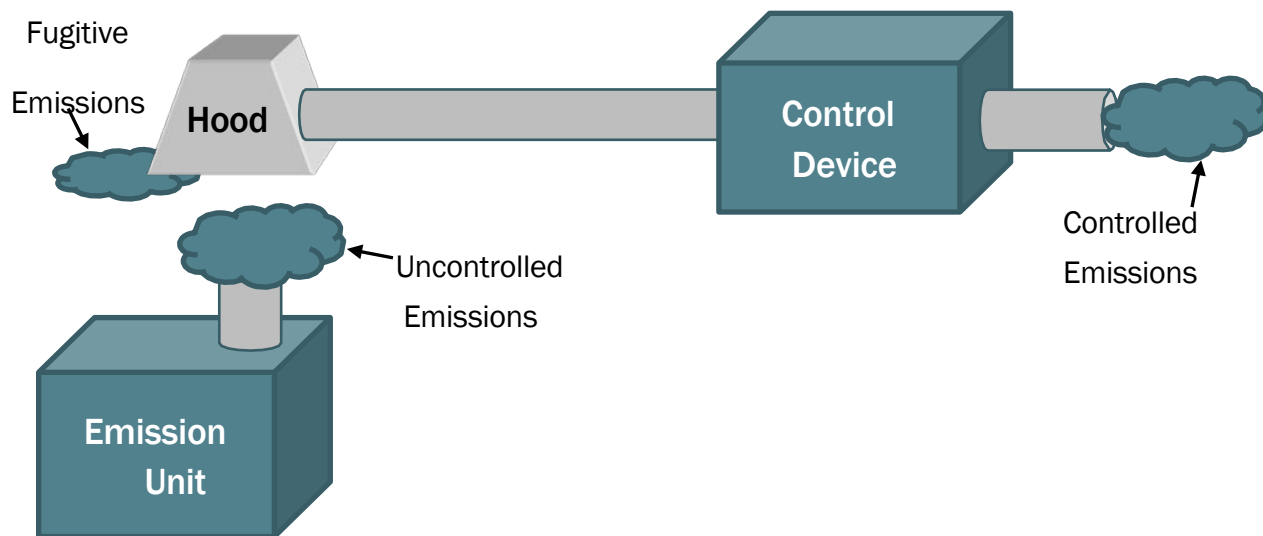 Fugitive
Emissions
Hood
Control
Device
Controlled
Emissions
Uncontrolled
Emissions
Emission
Unit